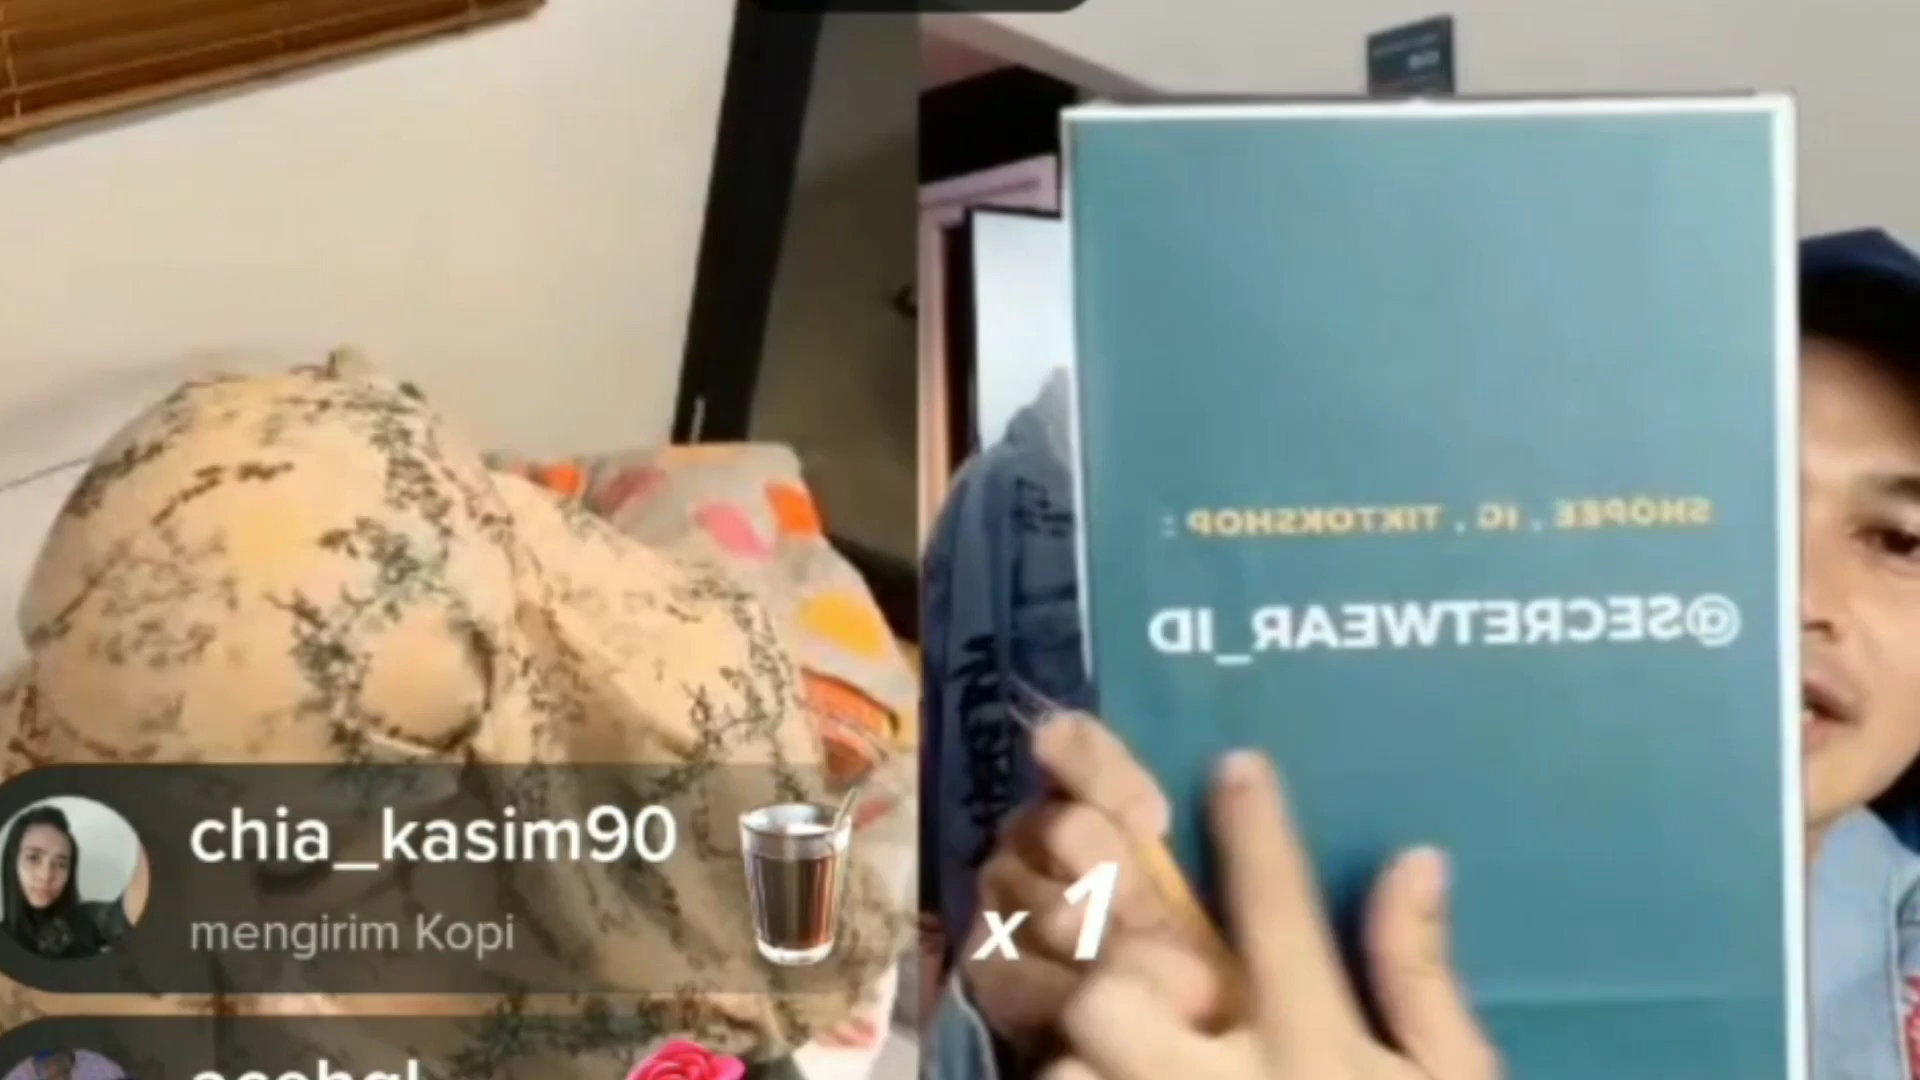 SHOPEE, IG, TIKTOKSHOP :
@SECRETWEAR_ID
chia_kasim90
mengirim Kopi
x 1